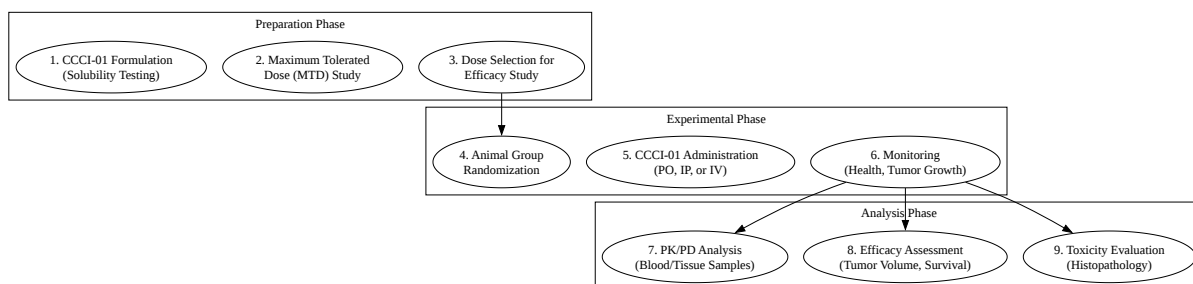 Preparation Phase
1. CCCI-01 Formulation
(Solubility Testing)
2. Maximum Tolerated
Dose (MTD) Study
3. Dose Selection for
Efficacy Study
Experimental Phase
4. Animal Group
Randomization
5. CCCI-01 Administration
(PO, IP, or IV)
6. Monitoring
(Health, Tumor Growth)
Analysis Phase
7. PK/PD Analysis
(Blood/Tissue Samples)
8. Efficacy Assessment
(Tumor Volume, Survival)
9. Toxicity Evaluation
(Histopathology)